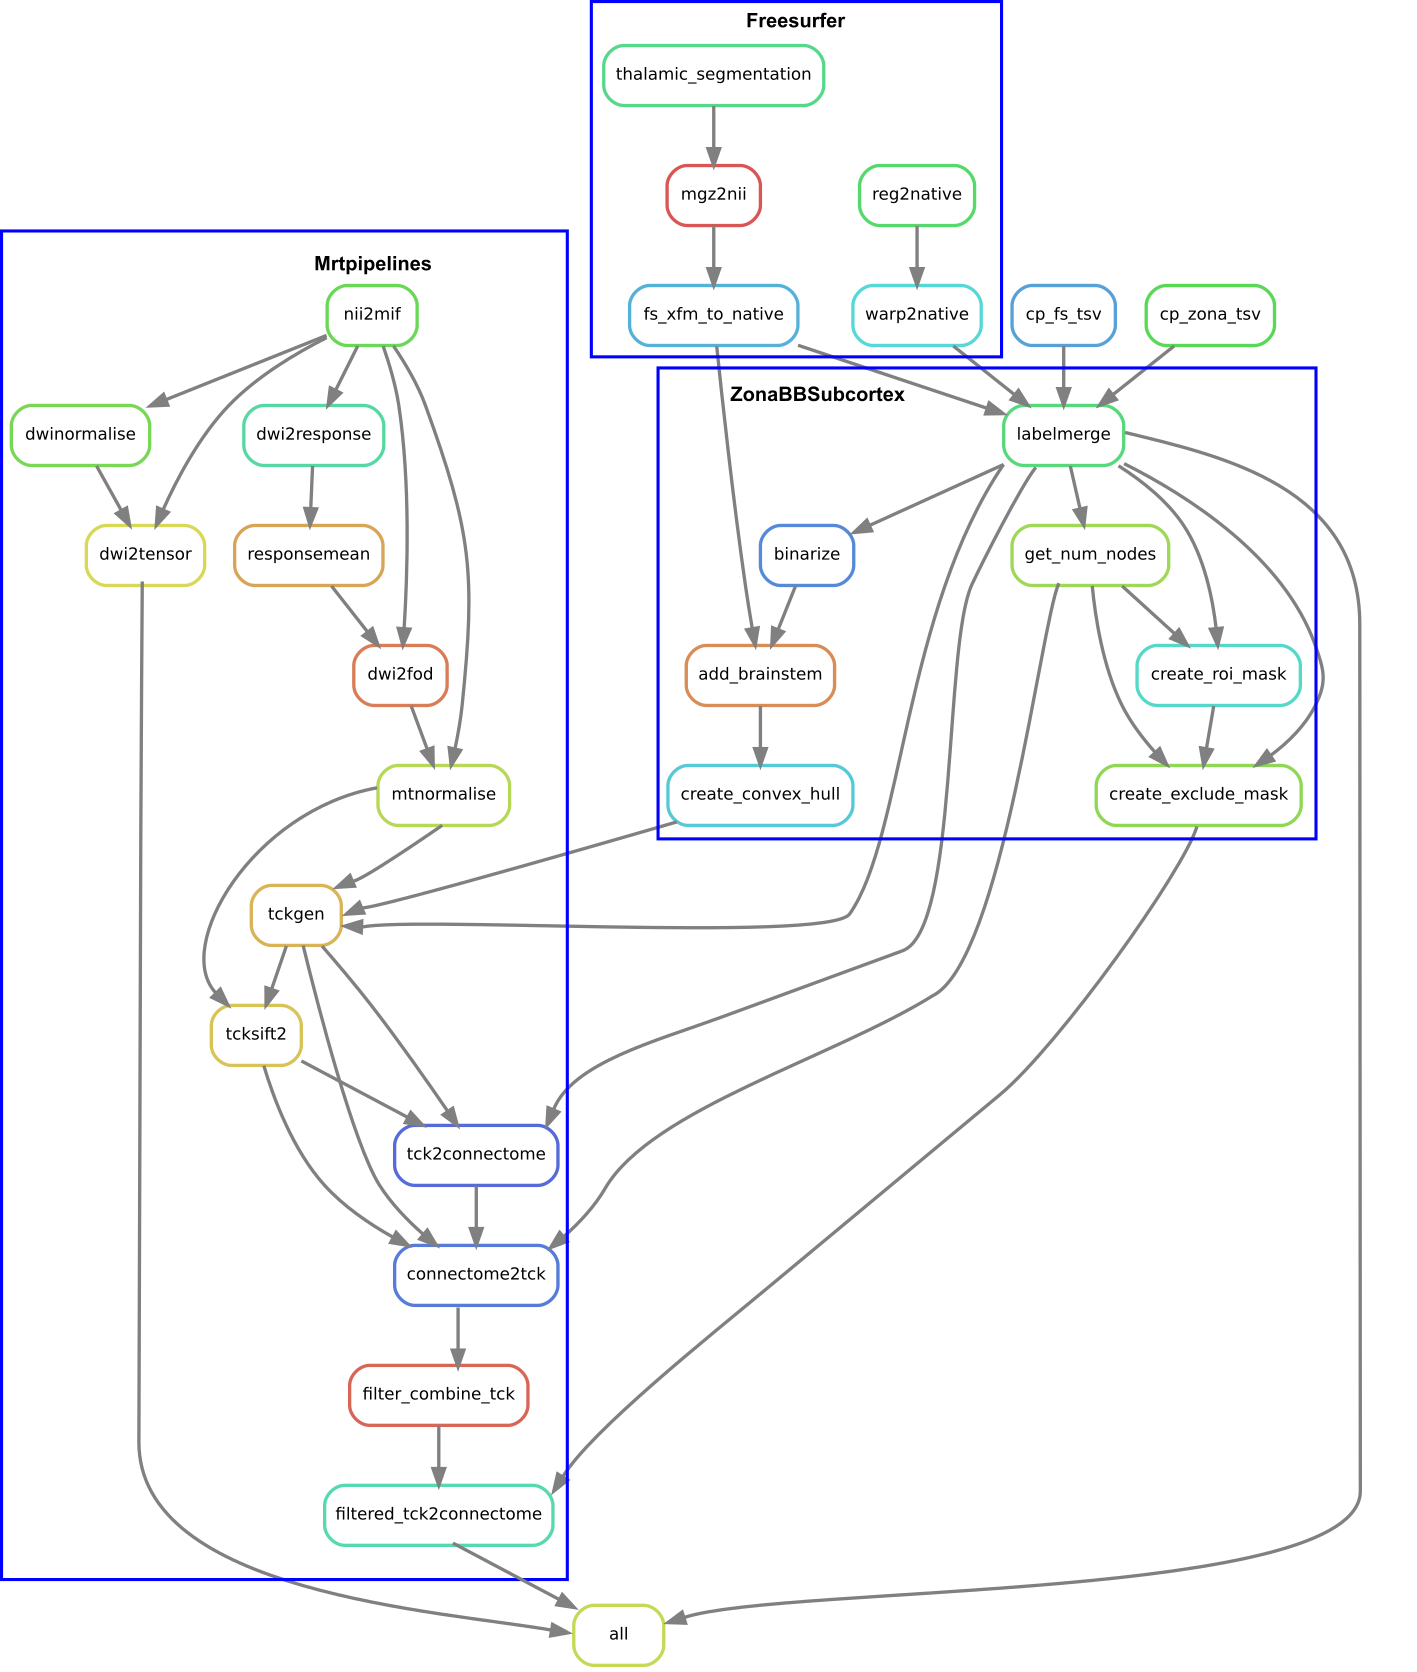 Freesurfer
thalamic_segmentation
mgz2nii
reg2native
Mrtpipelines
nii2mif
fs_xfm_to_native
warp2native
cp_fs_tsv
cp_zona_tsv
ZonaBBSubcortex
dwinormalise
dwi2response
labelmerge
dwi2tensor
responsemean
binarize
get_num_nodes
dwi2fod
add_brainstem
create_roi_mask
mtnormalise
create_convex_hull
create_exclude_mask
tckgen
tcksift2
tck2connectome
connectome2tck
filter_combine_tck
filtered_tck2connectome
all